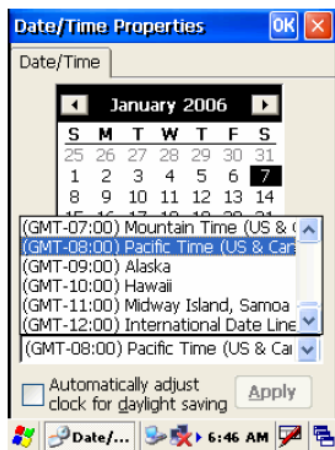 Date/Time Properties OK
Date/Time
January 2006
S M T W T F S
25 26 27 28 29 30 31
1 2 3 4 5 6 7
8 9 10 11 12 13 14
(GMT-07:00) Mountain Time (US & (
(GMT-08:00) Pacific Time (US & Can
(GMT-09:00) Alaska
(GMT-10:00) Hawaii
(GMT-11:00) Midway Island, Samoa
(GMT-12:00) International Date Line
(GMT-08:00) Pacific Time (US & Car
Automatically adjust
clock for daylight saving
Apply
Date/... 6:46 AM